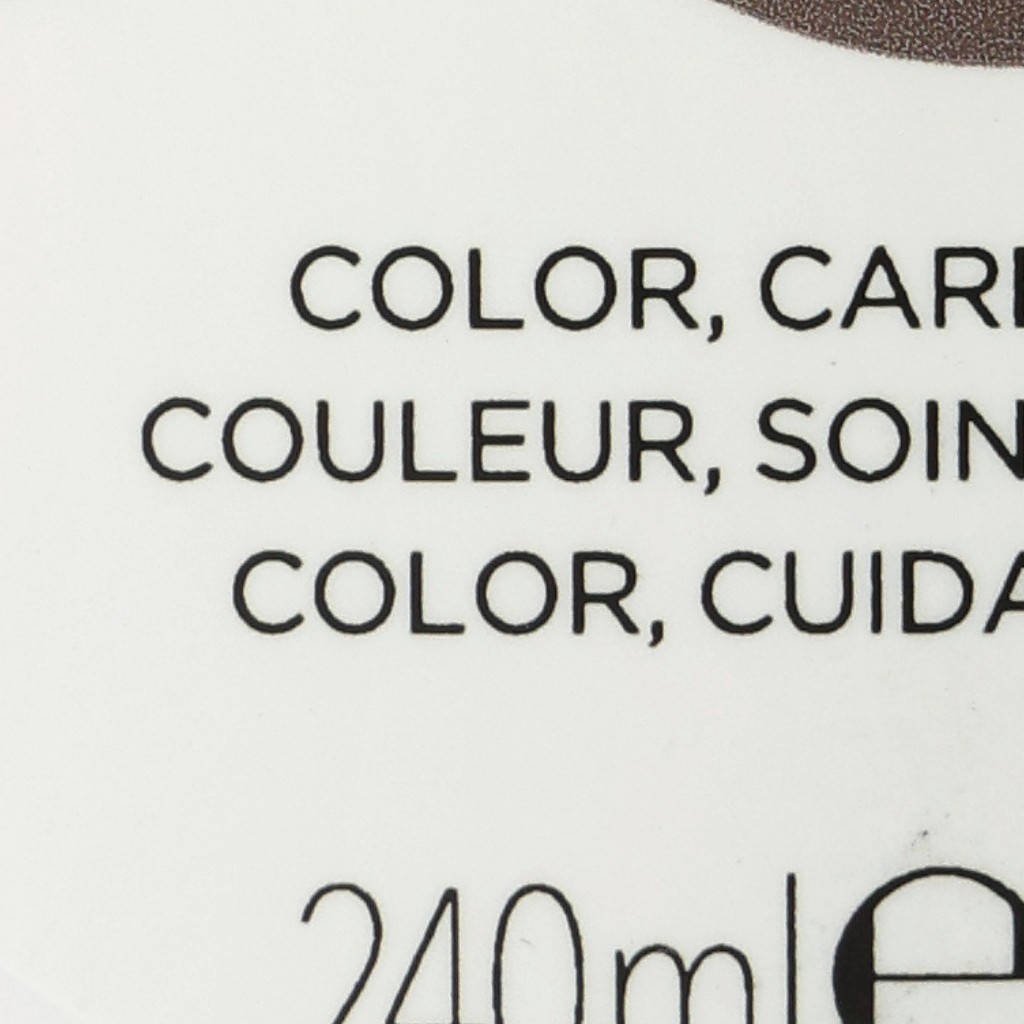 COLOR, CARE
COULEUR, SOIN
COLOR, CUIDA
240ml e